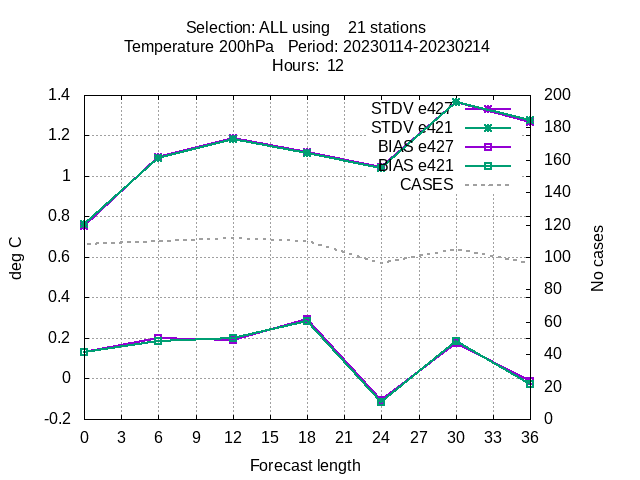 Selection: ALL using    21 stations
Temperature 200hPa   Period: 20230114-20230214
Hours:  12
1.4
1.2
1
0.8
0.6
0.4
0.2
0
-0.2
deg C
STDV e427
STDV e421
BIAS e427
BIAS e421
CASES
200
180
160
140
120
100
80
60
40
20
0
No cases
0 3 6 9 12 15 18 21 24 27 30 33 36
Forecast length